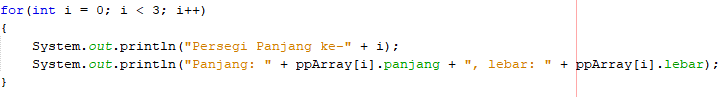 for(int i = 0; i < 3; i++)
{
    System.out.println("Persegi Panjang ke-" + i);
    System.out.println("Panjang: " + ppArray[i].panjang + ", lebar: " + ppArray[i].lebar);
}